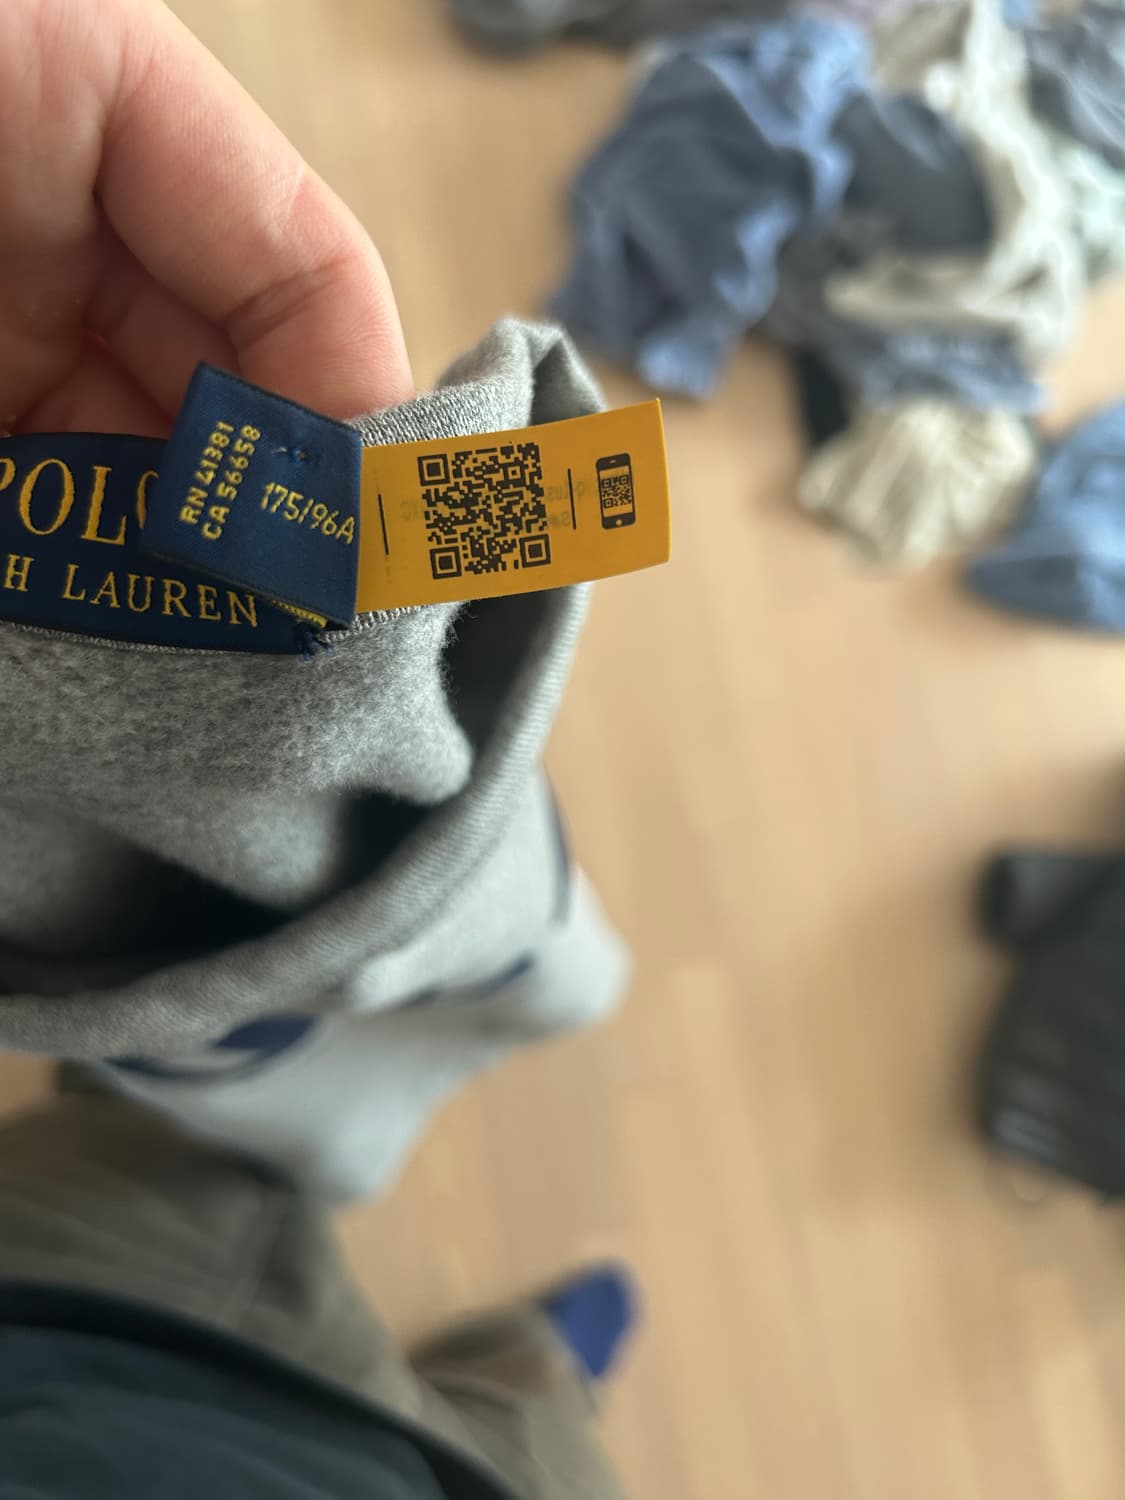 POLO
H LAUREN
RN 41381
CA 56658
175/96A